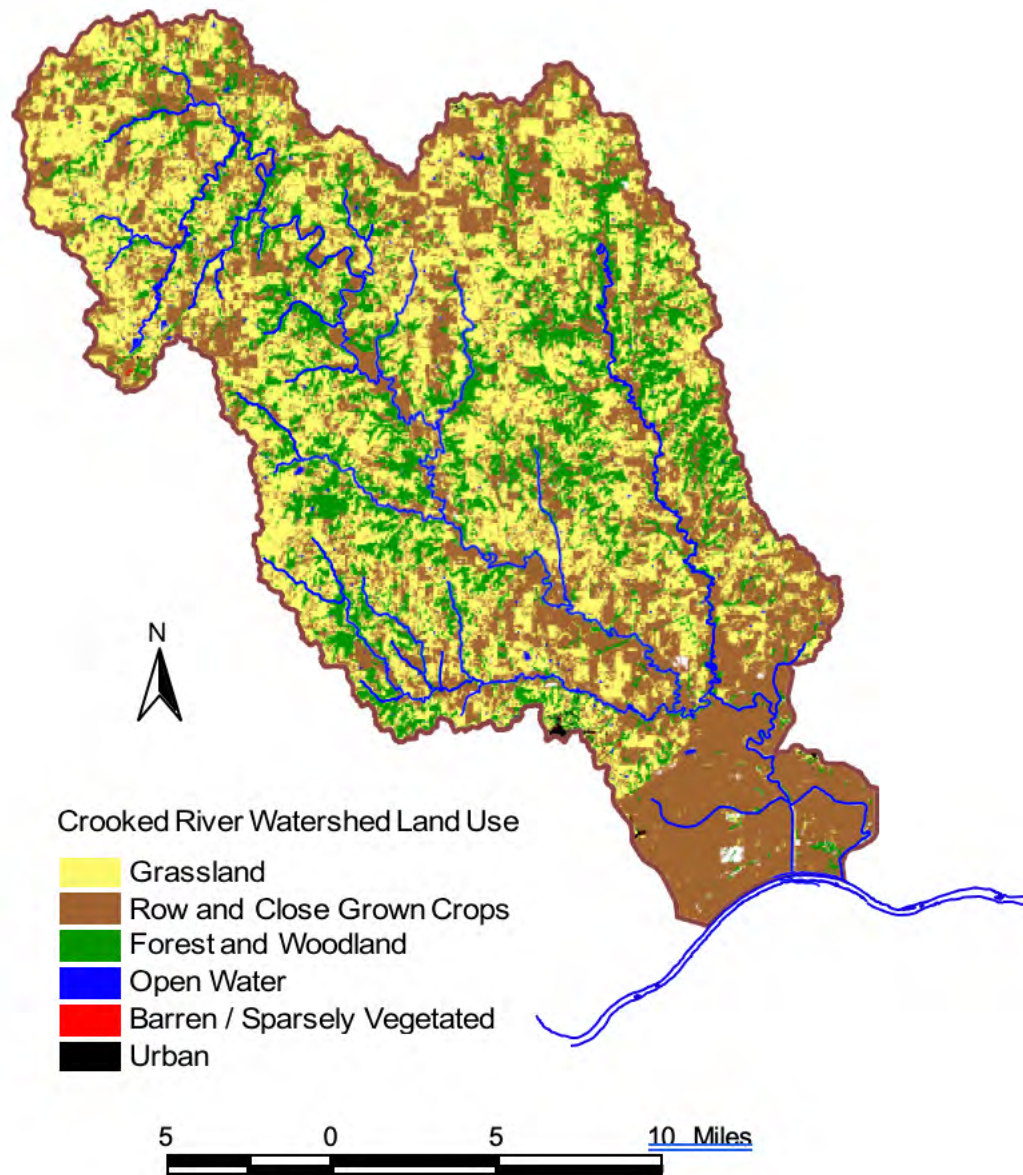 N
Crooked River Watershed Land Use
Grassland
Row and Close Grown Crops
Forest and Woodland
Open Water
Barren / Sparsely Vegetated
Urban
5 0 5 10 Miles